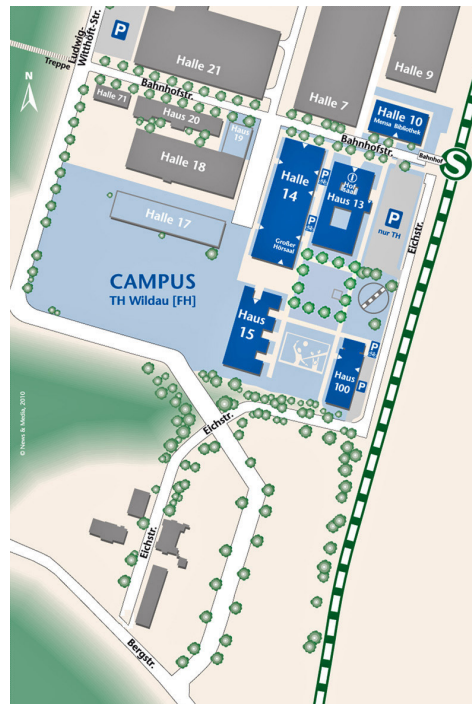 P
Halle 21
Halle 9
Ludwig-
Witthöft-Str.
Treppe
N
Bahnhofstr.
Halle 7
Halle 10
Mensa Bibliothek
Halle 71
Haus 20
Haus
19
Bahnhofstr.
Bahnhof
S
Halle 18
Halle
14
P
Hörsaal
Haus 13
P
nur TH
Eichstr.
Halle 17
P
P
Großer
Hörsaal
CAMPUS
TH Wildau [FH]
Haus
15
P
Haus
100
P
Eichstr.
© News & Media, 2010
Eichstr.
Bergstr.